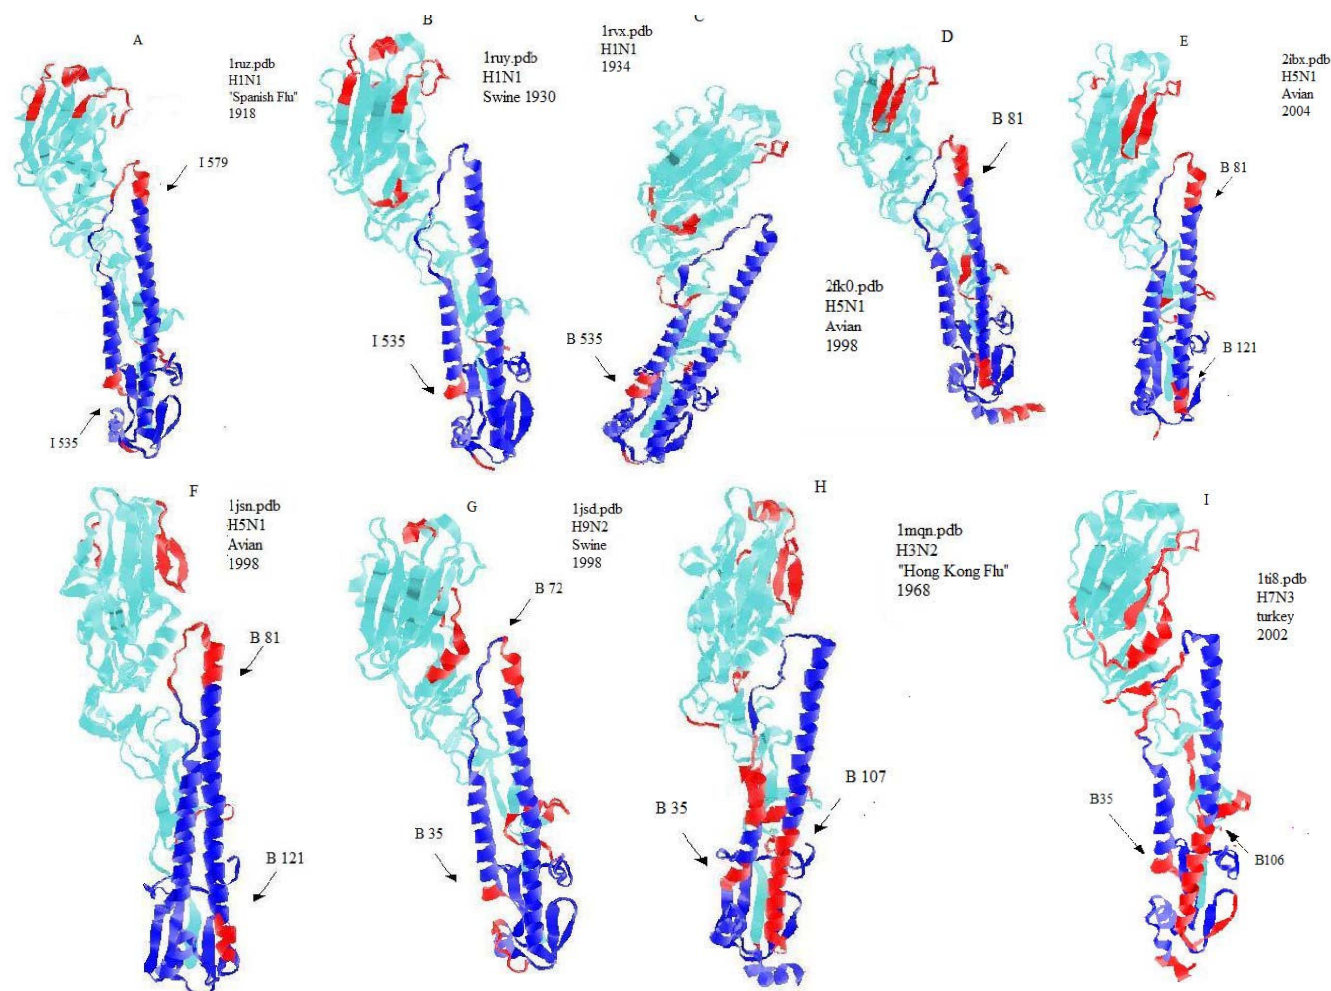 A
1ruz.pdb
H1N1
"Spanish Flu"
1918
I 579
I 535
B
1ruy.pdb
H1N1
Swine 1930
I 535
C
1rvx.pdb
H1N1
1934
B 535
D
B 81
2fk0.pdb
H5N1
Avian
1998
E
2ibx.pdb
H5N1
Avian
2004
B 81
B 121
F
1jsn.pdb
H5N1
Avian
1998
B 81
B 121
G
1jsd.pdb
H9N2
Swine
1998
B 72
B 35
H
1mqn.pdb
H3N2
"Hong Kong Flu"
1968
B 35
B 107
I
1ti8.pdb
H7N3
turkey
2002
B35
B106